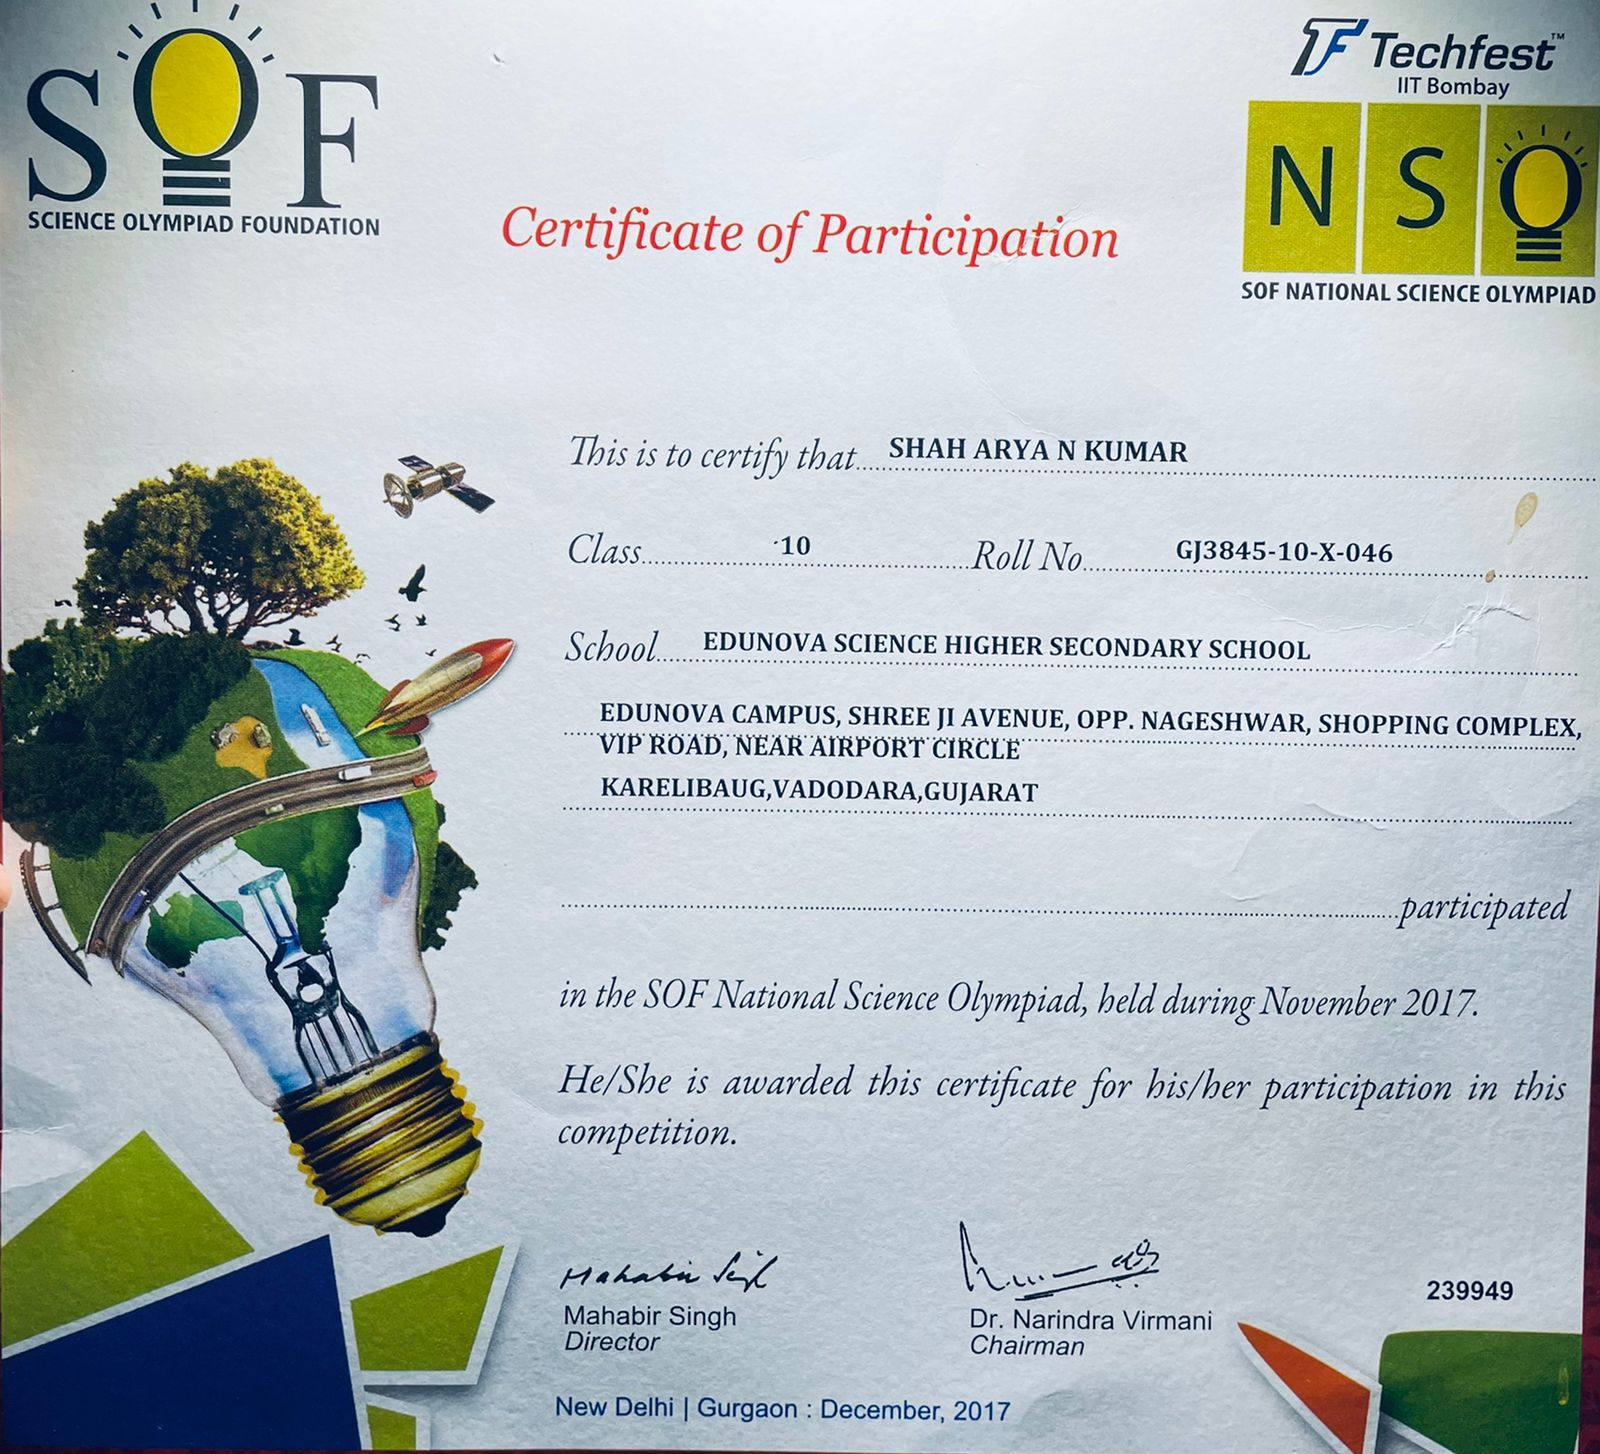 SOF
SCIENCE OLYMPIAD FOUNDATION
TF Techfest™
IIT Bombay
NSO
SOF NATIONAL SCIENCE OLYMPIAD
Certificate of Participation
This is to certify that SHAH ARYA N KUMAR
Class 10 Roll No GJ3845-10-X-046
School EDUNOVA SCIENCE HIGHER SECONDARY SCHOOL
EDUNOVA CAMPUS, SHREE JI AVENUE, OPP. NAGESHWAR, SHOPPING COMPLEX,
VIP ROAD, NEAR AIRPORT CIRCLE
KARELIBAUG,VADODARA,GUJARAT
participated
in the SOF National Science Olympiad, held during November 2017.
He/She is awarded this certificate for his/her participation in this
competition.
Mahabir Singh
Mahabir Singh
Director
Dr. Narindra Virmani
Chairman
239949
New Delhi | Gurgaon : December, 2017